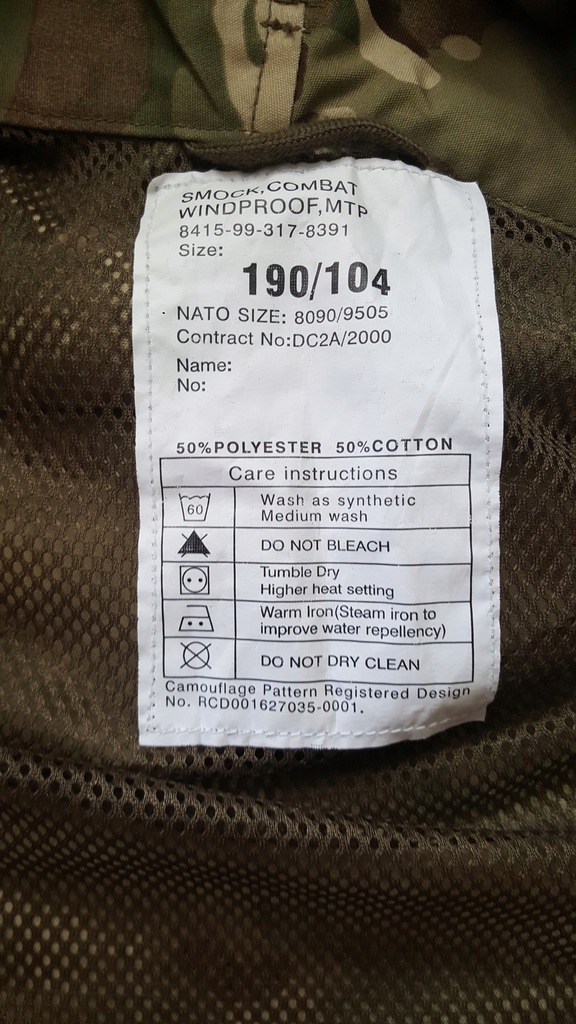 SMOCK,COMBAT
WINDPROOF,MTP
8415-99-317-8391
Size:
190/104
NATO SIZE: 8090/9505
Contract No:DC2A/2000
Name:
No:
50%POLYESTER 50%COTTON
Care instructions
60
Wash as synthetic
Medium wash
DO NOT BLEACH
Tumble Dry
Higher heat setting
Warm Iron(Steam iron to
improve water repellency)
DO NOT DRY CLEAN
Camouflage Pattern Registered Design
No. RCD001627035-0001.